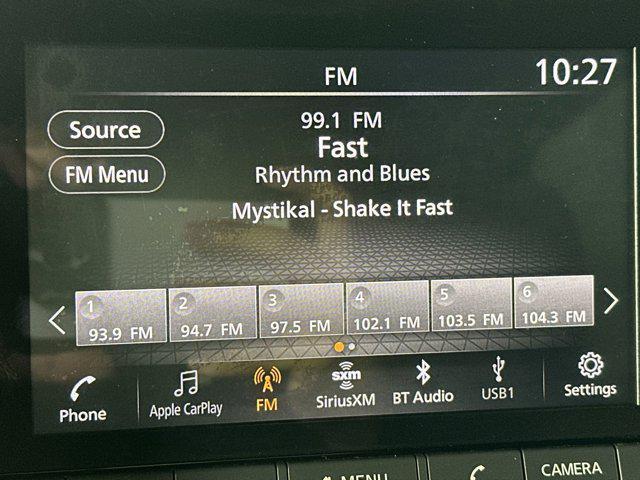 FM
10:27
Source
99.1 FM
Fast
FM Menu
Rhythm and Blues
Mystikal - Shake It Fast
1
93.9 FM
2
94.7 FM
3
97.5 FM
4
102.1 FM
5
103.5 FM
6
104.3 FM
Phone
Apple CarPlay
FM
sxm
SiriusXM
BT Audio
USB1
Settings
MENU
CAMERA